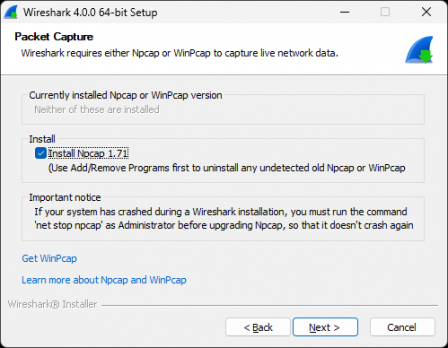 Wireshark 4.0.0 64-bit Setup
Packet Capture
Wireshark requires either Npcap or WinPcap to capture live network data.
Currently installed Npcap or WinPcap version
Neither of these are installed
Install
Install Npcap 1.71
(Use Add/Remove Programs first to uninstall any undetected old Npcap or WinPcap
Important notice
If your system has crashed during a Wireshark installation, you must run the command
'net stop npcap' as Administrator before upgrading Npcap, so that it doesn't crash again
Get WinPcap
Learn more about Npcap and WinPcap
Wireshark® Installer
< Back
Next >
Cancel